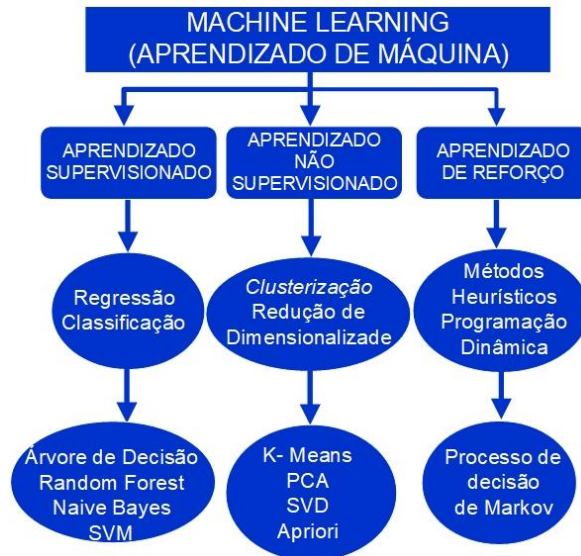 MACHINE LEARNING
(APRENDIZADO DE MÁQUINA)
APRENDIZADO
SUPERVISIONADO
APRENDIZADO
NÃO
SUPERVISIONADO
APRENDIZADO
DE REFORÇO
Regressão
Classificação
Clusterização
Redução de
Dimensionalizade
Métodos
Heurísticos
Programação
Dinâmica
Árvore de Decisão
Random Forest
Naive Bayes
SVM
K- Means
PCA
SVD
Apriori
Processo de
decisão
de Markov